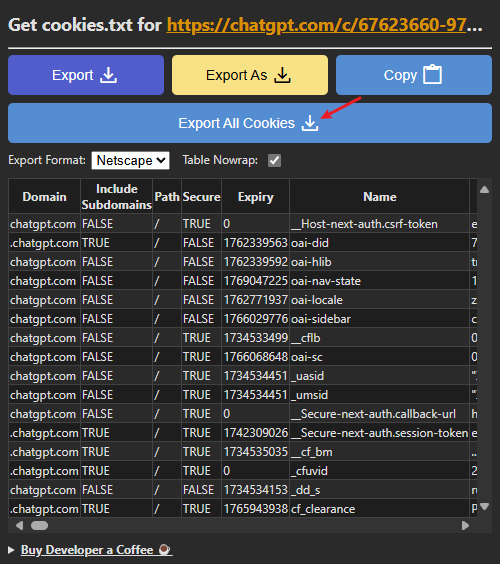 Get cookies.txt for https://chatgpt.com/c/67623660-97...
Export Export As Copy
Export All Cookies
Export Format: Netscape Table Nowrap:
Domain Include Subdomains Path Secure Expiry Name
chatgpt.com FALSE / TRUE 0 __Host-next-auth.csrf-token e
.chatgpt.com TRUE / FALSE 1762339563 oai-did 7
chatgpt.com FALSE / FALSE 1762339592 oai-hlib tr
chatgpt.com FALSE / FALSE 1769047225 oai-nav-state 1
chatgpt.com FALSE / FALSE 1762771937 oai-locale z
chatgpt.com FALSE / FALSE 1766029776 oai-sidebar c
chatgpt.com FALSE / TRUE 1734533499 __cflb 0
chatgpt.com FALSE / TRUE 1766068648 oai-sc 0
chatgpt.com FALSE / TRUE 1734534451 _uasid "
chatgpt.com FALSE / TRUE 1734534451 _umsid "
chatgpt.com FALSE / TRUE 0 __Secure-next-auth.callback-url h
.chatgpt.com TRUE / TRUE 1742309026 __Secure-next-auth.session-token e
.chatgpt.com TRUE / TRUE 1734535035 __cf_bm ..
.chatgpt.com TRUE / TRUE 0 _cfuvid 2
chatgpt.com FALSE / FALSE 1734534153 _dd_s ru
.chatgpt.com TRUE / TRUE 1765943938 cf_clearance P
Buy Developer a Coffee